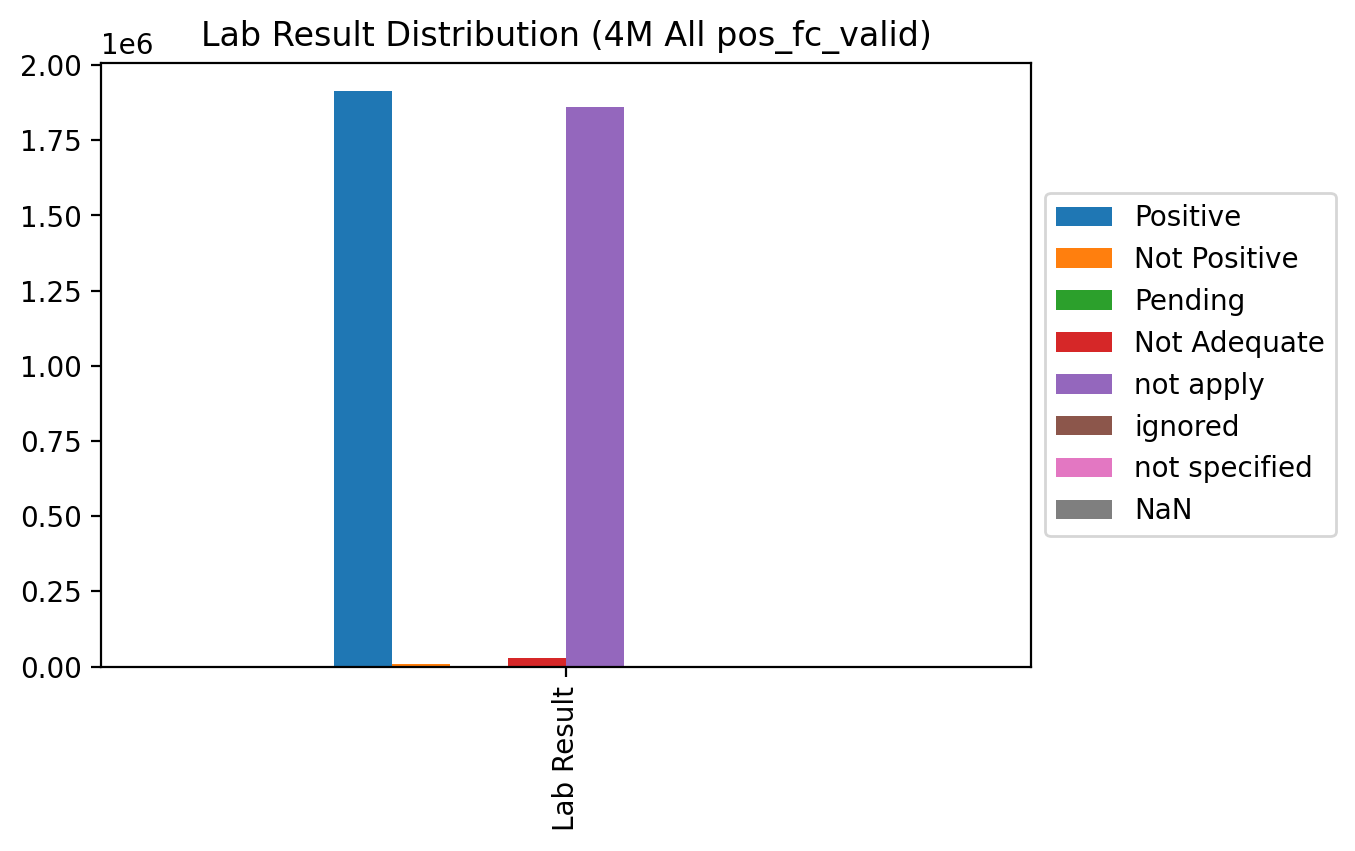 Lab Result Distribution (4M All pos_fc_valid)
1e6
2.00
1.75
1.50
1.25
1.00
0.75
0.50
0.25
0.00
Lab Result
Positive
Not Positive
Pending
Not Adequate
not apply
ignored
not specified
NaN